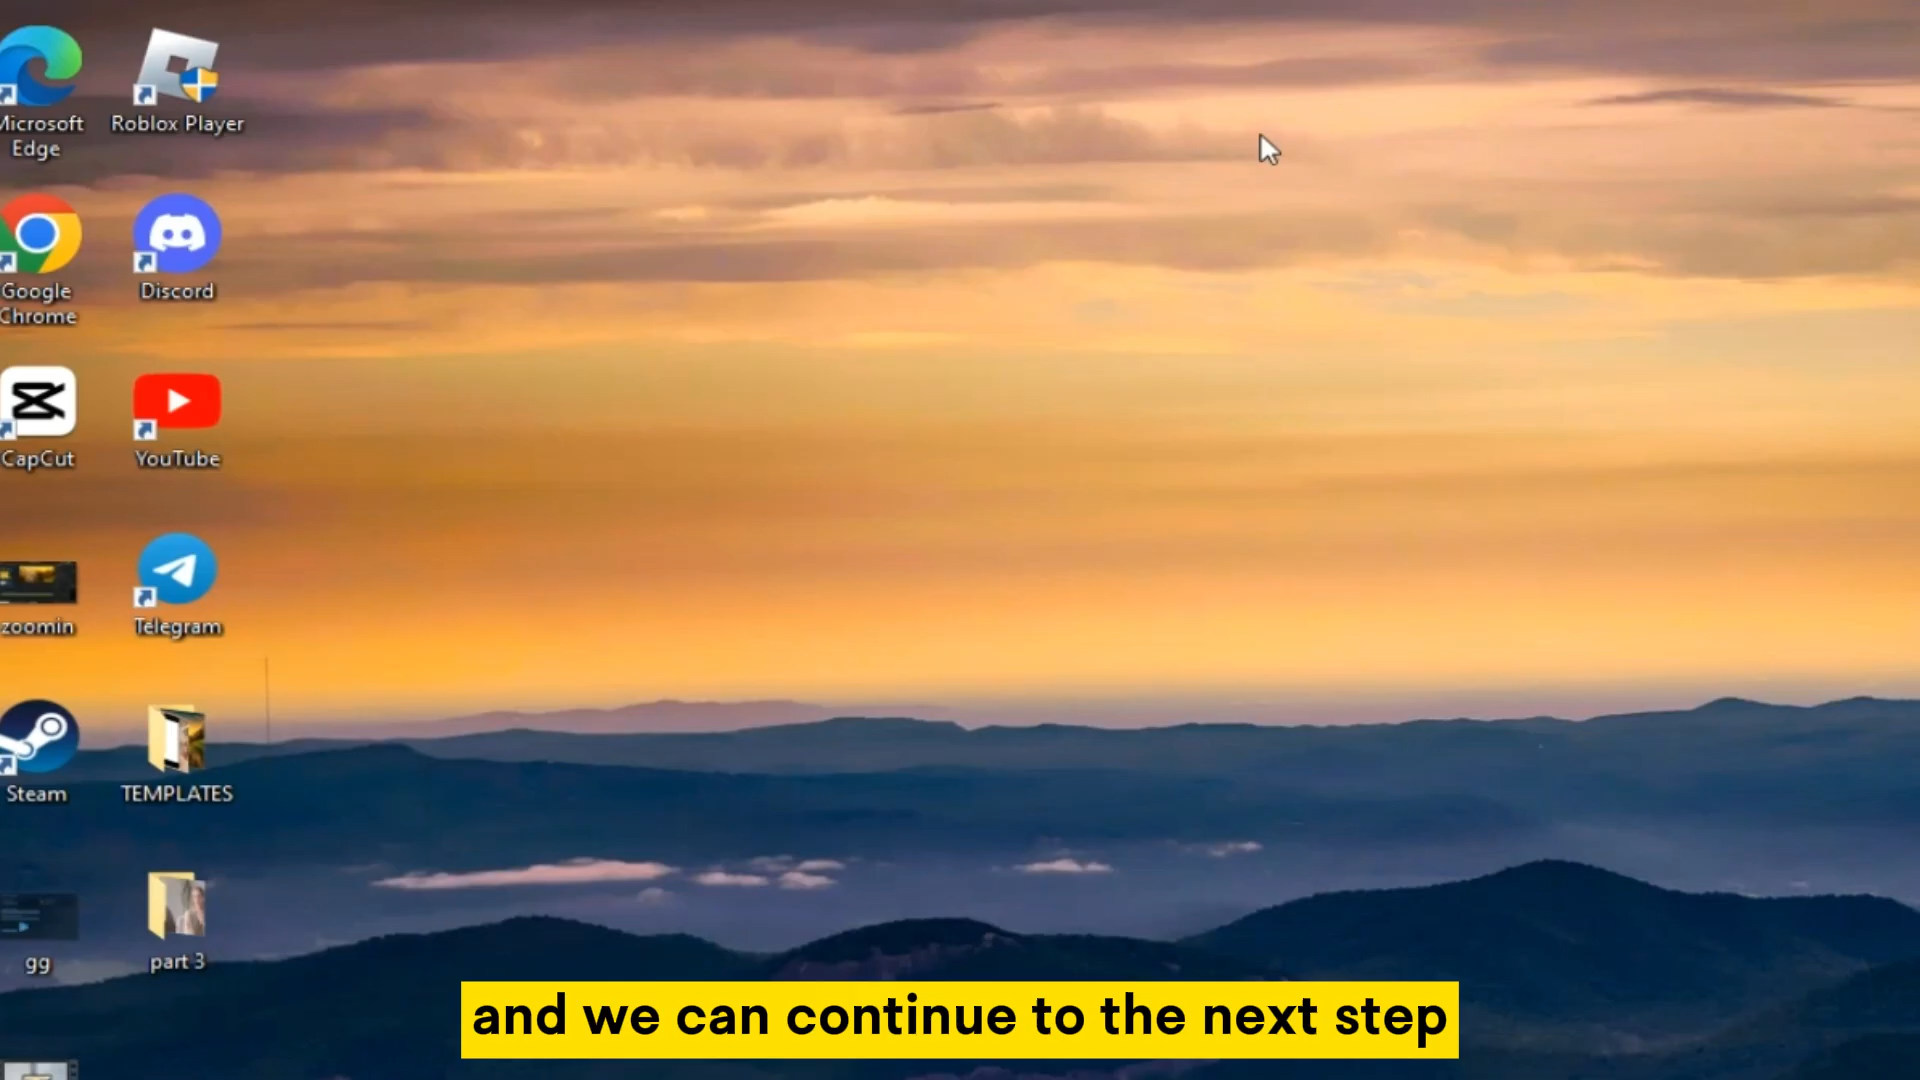 Microsoft
Edge
Roblox Player
Google
Chrome
Discord
CapCut
YouTube
zoomin
Telegram
Steam
TEMPLATES
gg
part 3
and we can continue to the next step